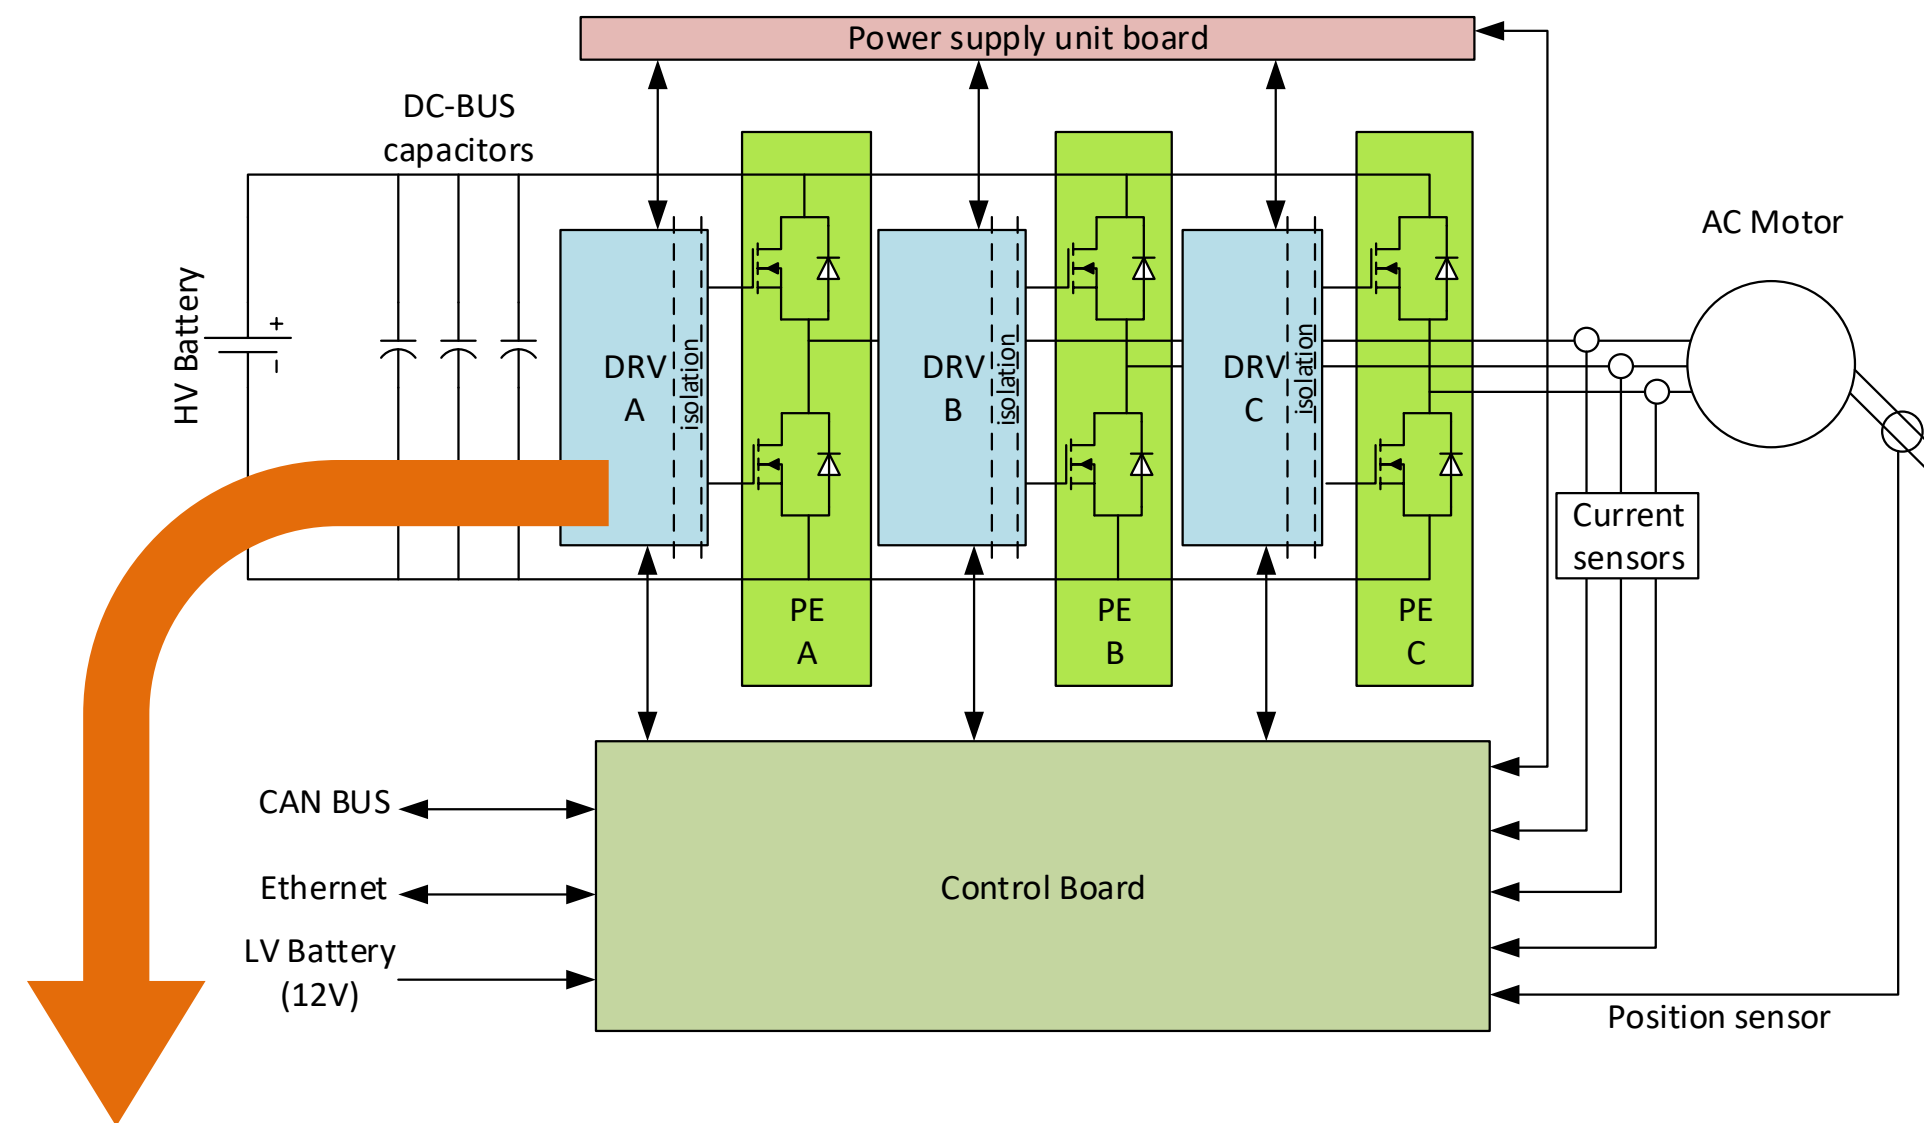 Power supply unit board
DC-BUS
capacitors
AC Motor
HV Battery
+
–
DRV
A
isolation
DRV
B
isolation
DRV
C
isolation
Current
sensors
PE
A
PE
B
PE
C
CAN BUS
Ethernet
Control Board
LV Battery
(12V)
Position sensor